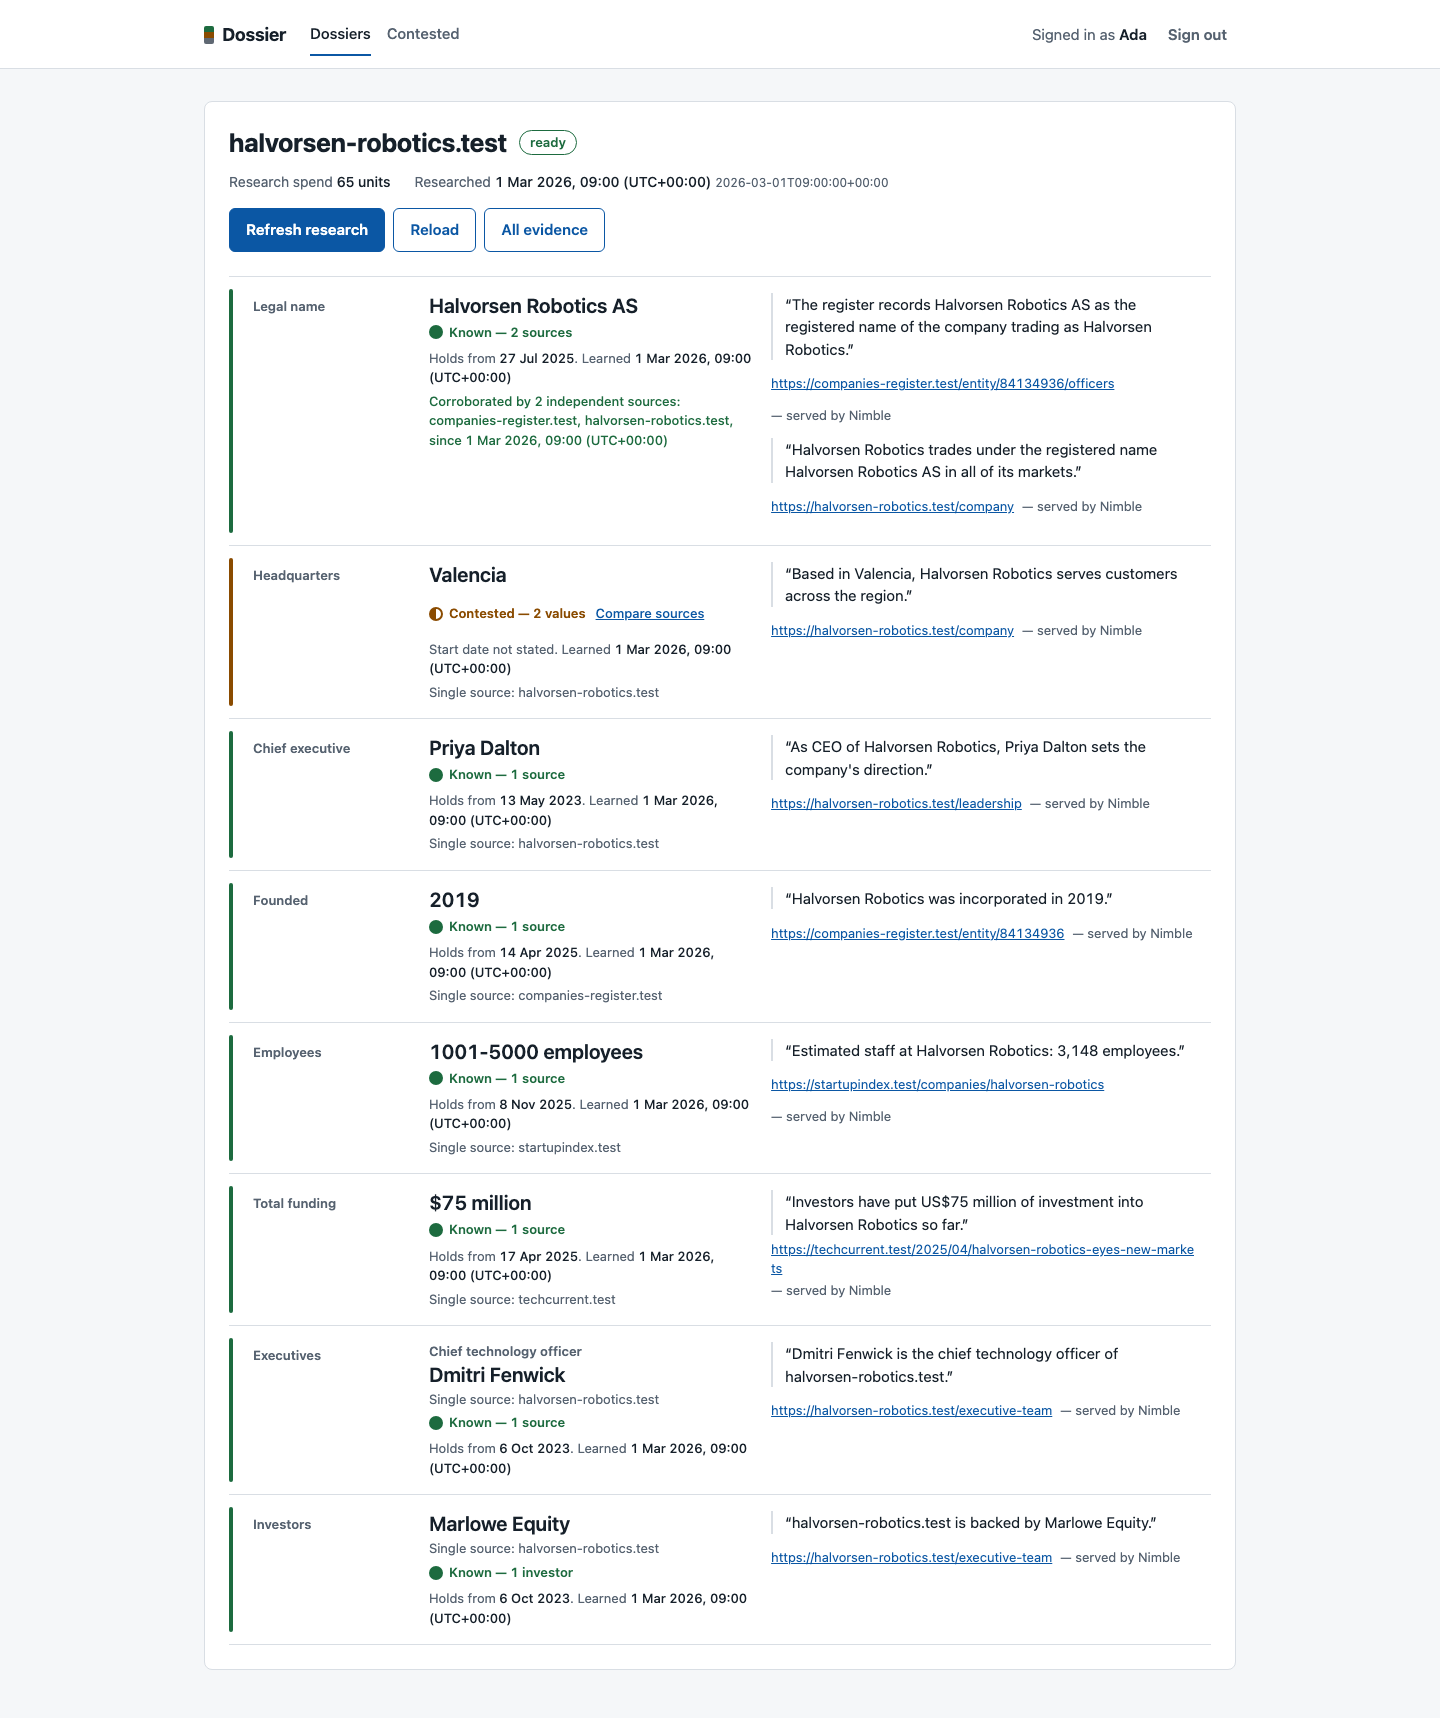 Dossier
Dossiers
Contested
Signed in as Ada
Sign out
halvorsen-robotics.test
ready
Research spend 65 units
Researched 1 Mar 2026, 09:00 (UTC+00:00) 2026-03-01T09:00:00+00:00
Refresh research
Reload
All evidence
Legal name
Halvorsen Robotics AS
Known — 2 sources
Holds from 27 Jul 2025. Learned 1 Mar 2026, 09:00
(UTC+00:00)
Corroborated by 2 independent sources:
companies-register.test, halvorsen-robotics.test,
since 1 Mar 2026, 09:00 (UTC+00:00)
“The register records Halvorsen Robotics AS as the
registered name of the company trading as Halvorsen
Robotics.”
https://companies-register.test/entity/84134936/officers
— served by Nimble
“Halvorsen Robotics trades under the registered name
Halvorsen Robotics AS in all of its markets.”
https://halvorsen-robotics.test/company — served by Nimble
Headquarters
Valencia
Contested — 2 values Compare sources
Start date not stated. Learned 1 Mar 2026, 09:00
(UTC+00:00)
Single source: halvorsen-robotics.test
“Based in Valencia, Halvorsen Robotics serves customers
across the region.”
https://halvorsen-robotics.test/company — served by Nimble
Chief executive
Priya Dalton
Known — 1 source
Holds from 13 May 2023. Learned 1 Mar 2026,
09:00 (UTC+00:00)
Single source: halvorsen-robotics.test
“As CEO of Halvorsen Robotics, Priya Dalton sets the
company's direction.”
https://halvorsen-robotics.test/leadership — served by Nimble
Founded
2019
Known — 1 source
Holds from 14 Apr 2025. Learned 1 Mar 2026,
09:00 (UTC+00:00)
Single source: companies-register.test
“Halvorsen Robotics was incorporated in 2019.”
https://companies-register.test/entity/84134936 — served by Nimble
Employees
1001-5000 employees
Known — 1 source
Holds from 8 Nov 2025. Learned 1 Mar 2026, 09:00
(UTC+00:00)
Single source: startupindex.test
“Estimated staff at Halvorsen Robotics: 3,148 employees.”
https://startupindex.test/companies/halvorsen-robotics
— served by Nimble
Total funding
$75 million
Known — 1 source
Holds from 17 Apr 2025. Learned 1 Mar 2026,
09:00 (UTC+00:00)
Single source: techcurrent.test
“Investors have put US$75 million of investment into
Halvorsen Robotics so far.”
https://techcurrent.test/2025/04/halvorsen-robotics-eyes-new-marke
ts
— served by Nimble
Executives
Chief technology officer
Dmitri Fenwick
Single source: halvorsen-robotics.test
Known — 1 source
Holds from 6 Oct 2023. Learned 1 Mar 2026, 09:00
(UTC+00:00)
“Dmitri Fenwick is the chief technology officer of
halvorsen-robotics.test.”
https://halvorsen-robotics.test/executive-team — served by Nimble
Investors
Marlowe Equity
Single source: halvorsen-robotics.test
Known — 1 investor
Holds from 6 Oct 2023. Learned 1 Mar 2026, 09:00
(UTC+00:00)
“halvorsen-robotics.test is backed by Marlowe Equity.”
https://halvorsen-robotics.test/executive-team — served by Nimble